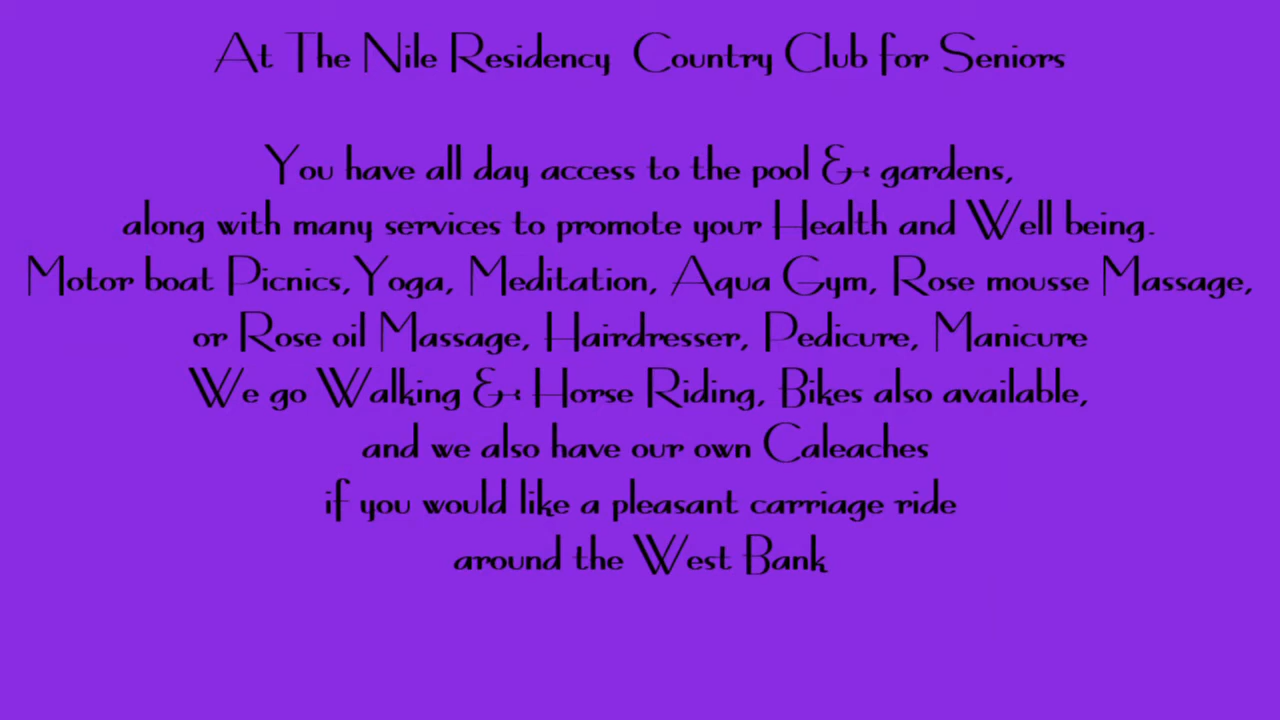 At The Nile Residency Country Club for Seniors
You have all day access to the pool & gardens,
along with many services to promote your Health and Well being.
Motor boat Picnics, Yoga, Meditation, Aqua Gym, Rose mousse Massage,
or Rose oil Massage, Hairdresser, Pedicure, Manicure
We go Walking & Horse Riding, Bikes also available,
and we also have our own Caleaches
if you would like a pleasant carriage ride
around the West Bank